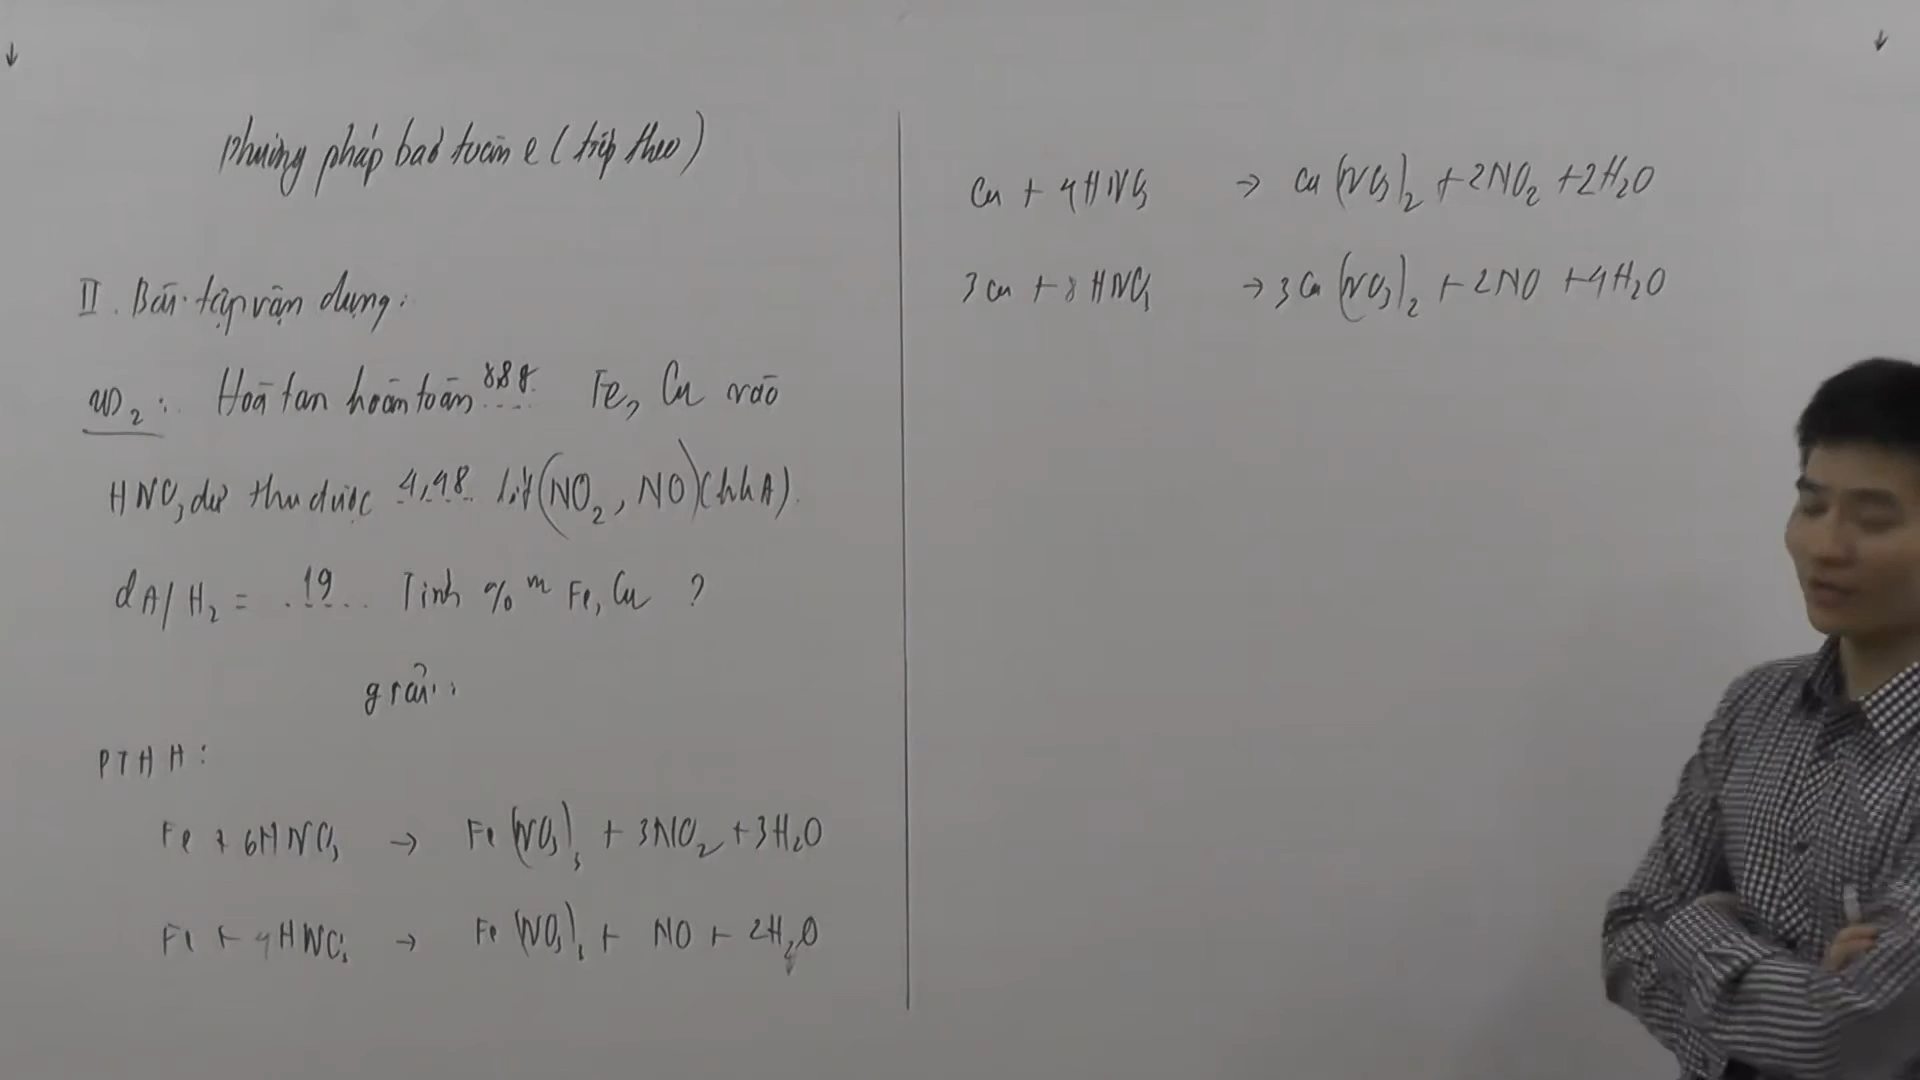 Phương pháp bảo toàn e (tiếp theo)
II. Bài tập vận dụng:
VD2: Hoà tan hoàn toàn 8,8g Fe, Cu vào
HNO3 dư thu được 4,48 lít (NO2, NO) (hhA).
dA/H2 = 19 Tính %m Fe, Cu ?
giải:
PTHH:
Fe + 6HNO3 → Fe(NO3)3 + 3NO2 + 3H2O
Fe + 4HNO3 → Fe(NO3)3 + NO + 2H2O
Cu + 4HNO3 → Cu(NO3)2 + 2NO2 + 2H2O
3Cu + 8HNO3 → 3Cu(NO3)2 + 2NO + 4H2O